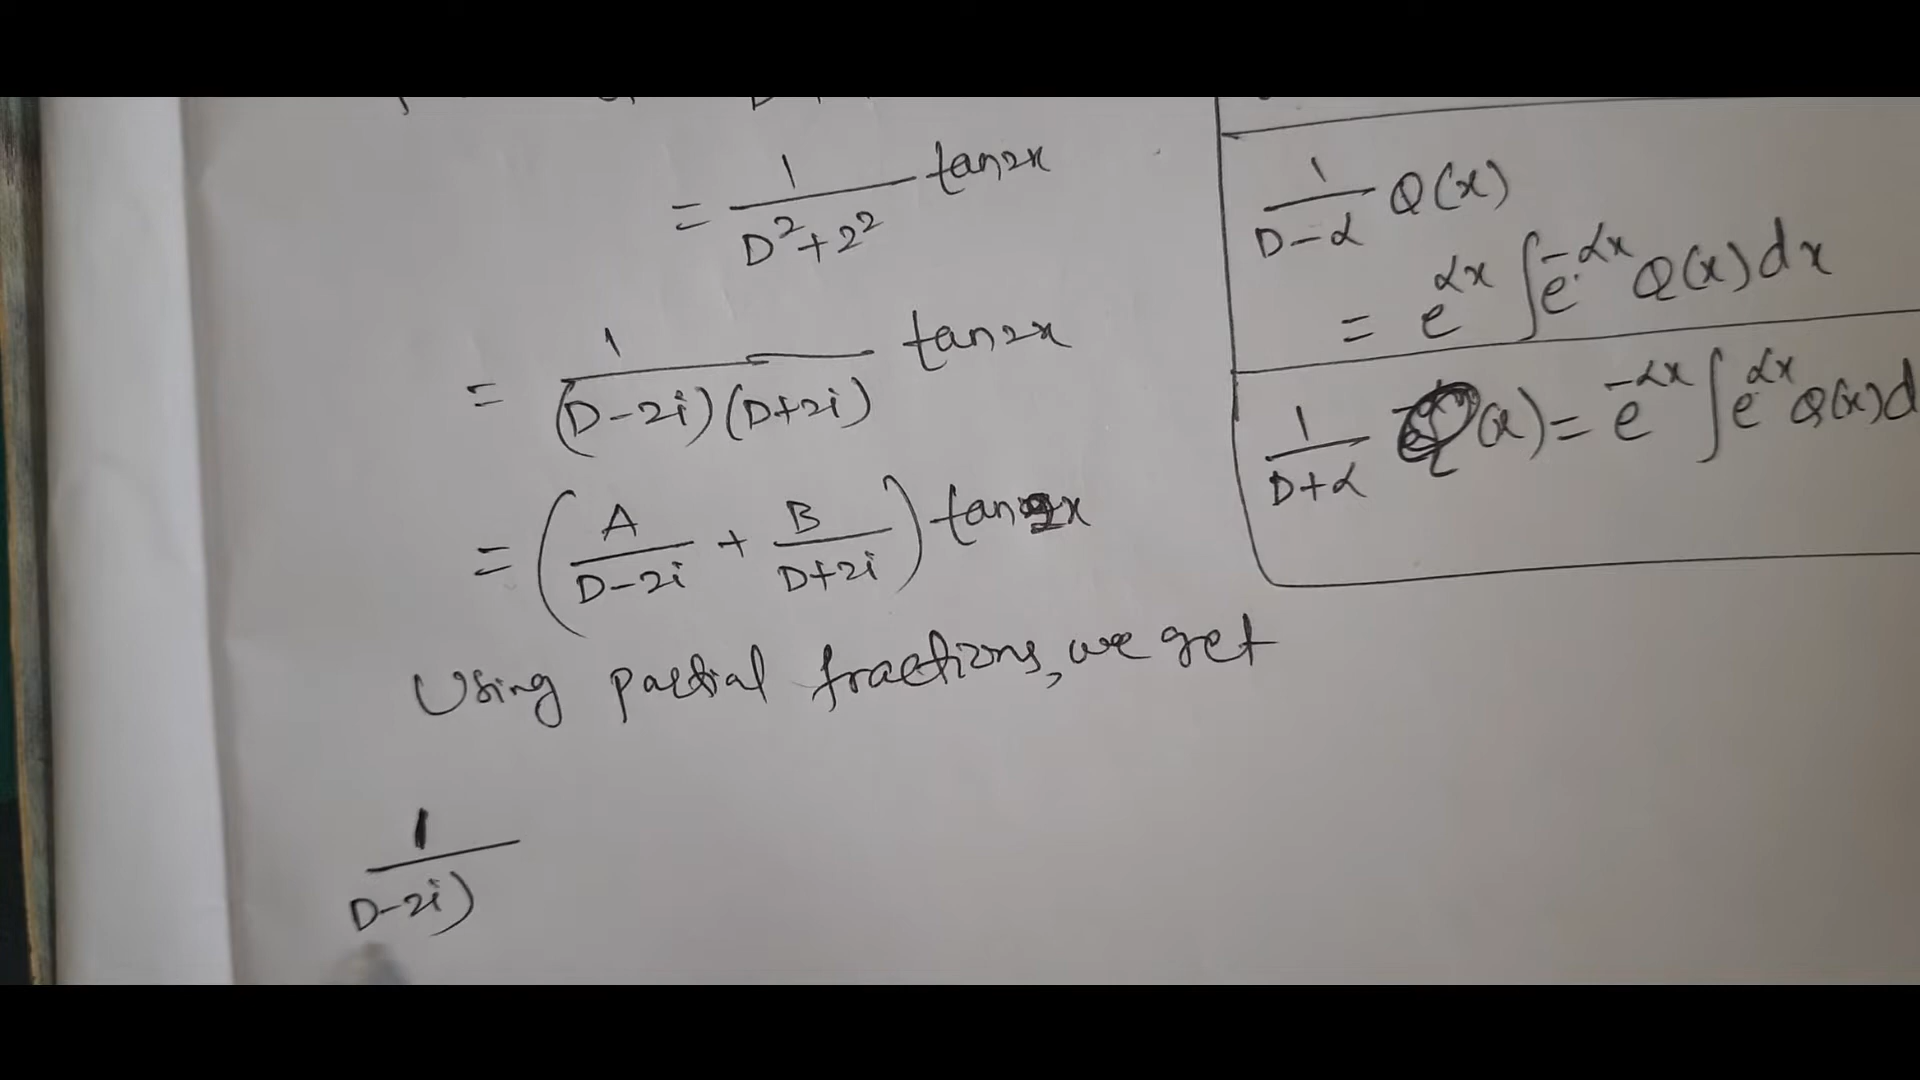 = 1/(D²+2²) tan2x
= 1/((D-2i)(D+2i)) tan2x
= (A/(D-2i) + B/(D+2i)) tan2x
Using partial fractions, we get
1/D-2i)
1/(D-α) Q(x)
= e^(αx) ∫e^(-αx) Q(x)dx
1/(D+α) Q(x) = e^(-αx) ∫e^(αx) Q(x)d